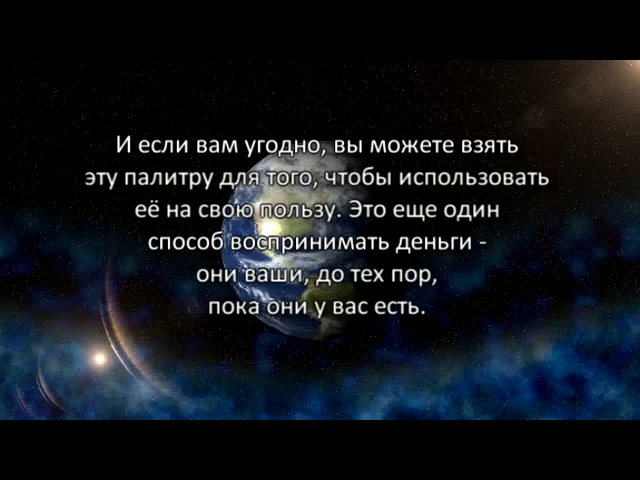 И если вам угодно, вы можете взять
эту палитру для того, чтобы использовать
её на свою пользу. Это еще один
способ воспринимать деньги -
они ваши, до тех пор,
пока они у вас есть.